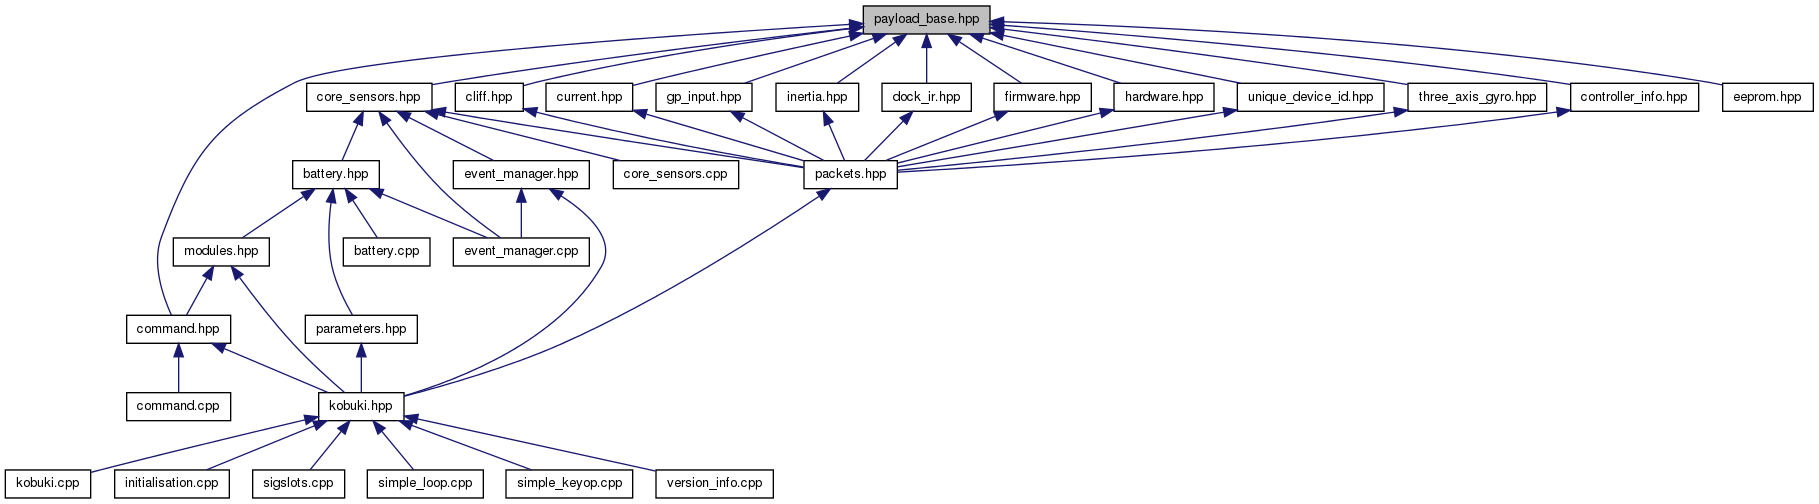 payload_base.hpp
core_sensors.hpp
cliff.hpp
current.hpp
gp_input.hpp
inertia.hpp
dock_ir.hpp
firmware.hpp
hardware.hpp
unique_device_id.hpp
three_axis_gyro.hpp
controller_info.hpp
eeprom.hpp
battery.hpp
event_manager.hpp
core_sensors.cpp
packets.hpp
modules.hpp
battery.cpp
event_manager.cpp
command.hpp
parameters.hpp
command.cpp
kobuki.hpp
kobuki.cpp
initialisation.cpp
sigslots.cpp
simple_loop.cpp
simple_keyop.cpp
version_info.cpp